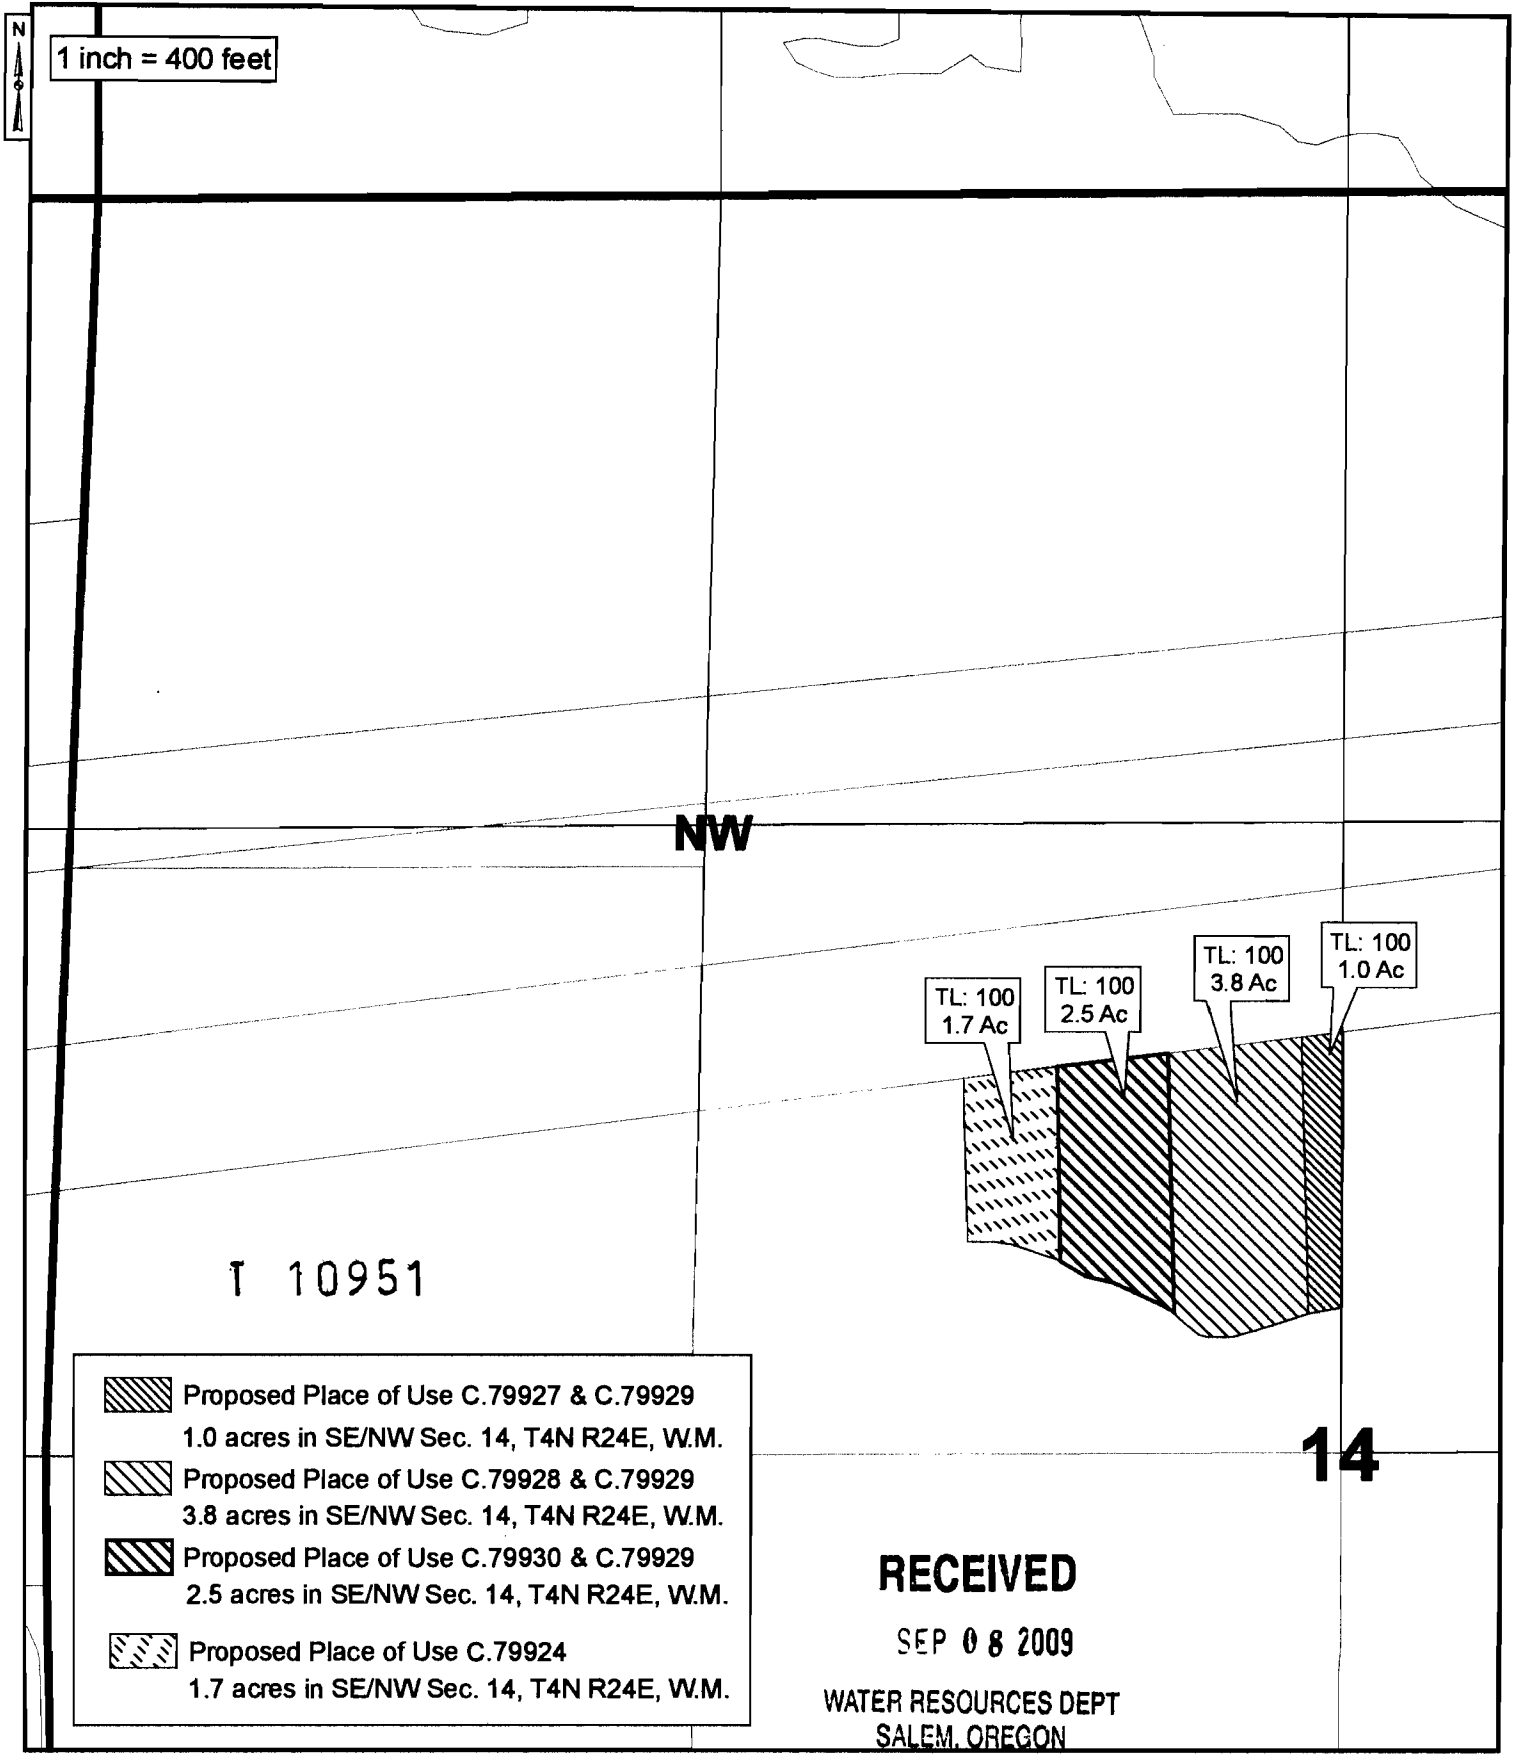 N
1 inch = 400 feet
NW
TL: 100
1.7 Ac
TL: 100
2.5 Ac
TL: 100
3.8 Ac
TL: 100
1.0 Ac
T 10951
Proposed Place of Use C.79927 & C.79929
1.0 acres in SE/NW Sec. 14, T4N R24E, W.M.
Proposed Place of Use C.79928 & C.79929
3.8 acres in SE/NW Sec. 14, T4N R24E, W.M.
Proposed Place of Use C.79930 & C.79929
2.5 acres in SE/NW Sec. 14, T4N R24E, W.M.
Proposed Place of Use C.79924
1.7 acres in SE/NW Sec. 14, T4N R24E, W.M.
14
RECEIVED
SEP 08 2009
WATER RESOURCES DEPT
SALEM, OREGON